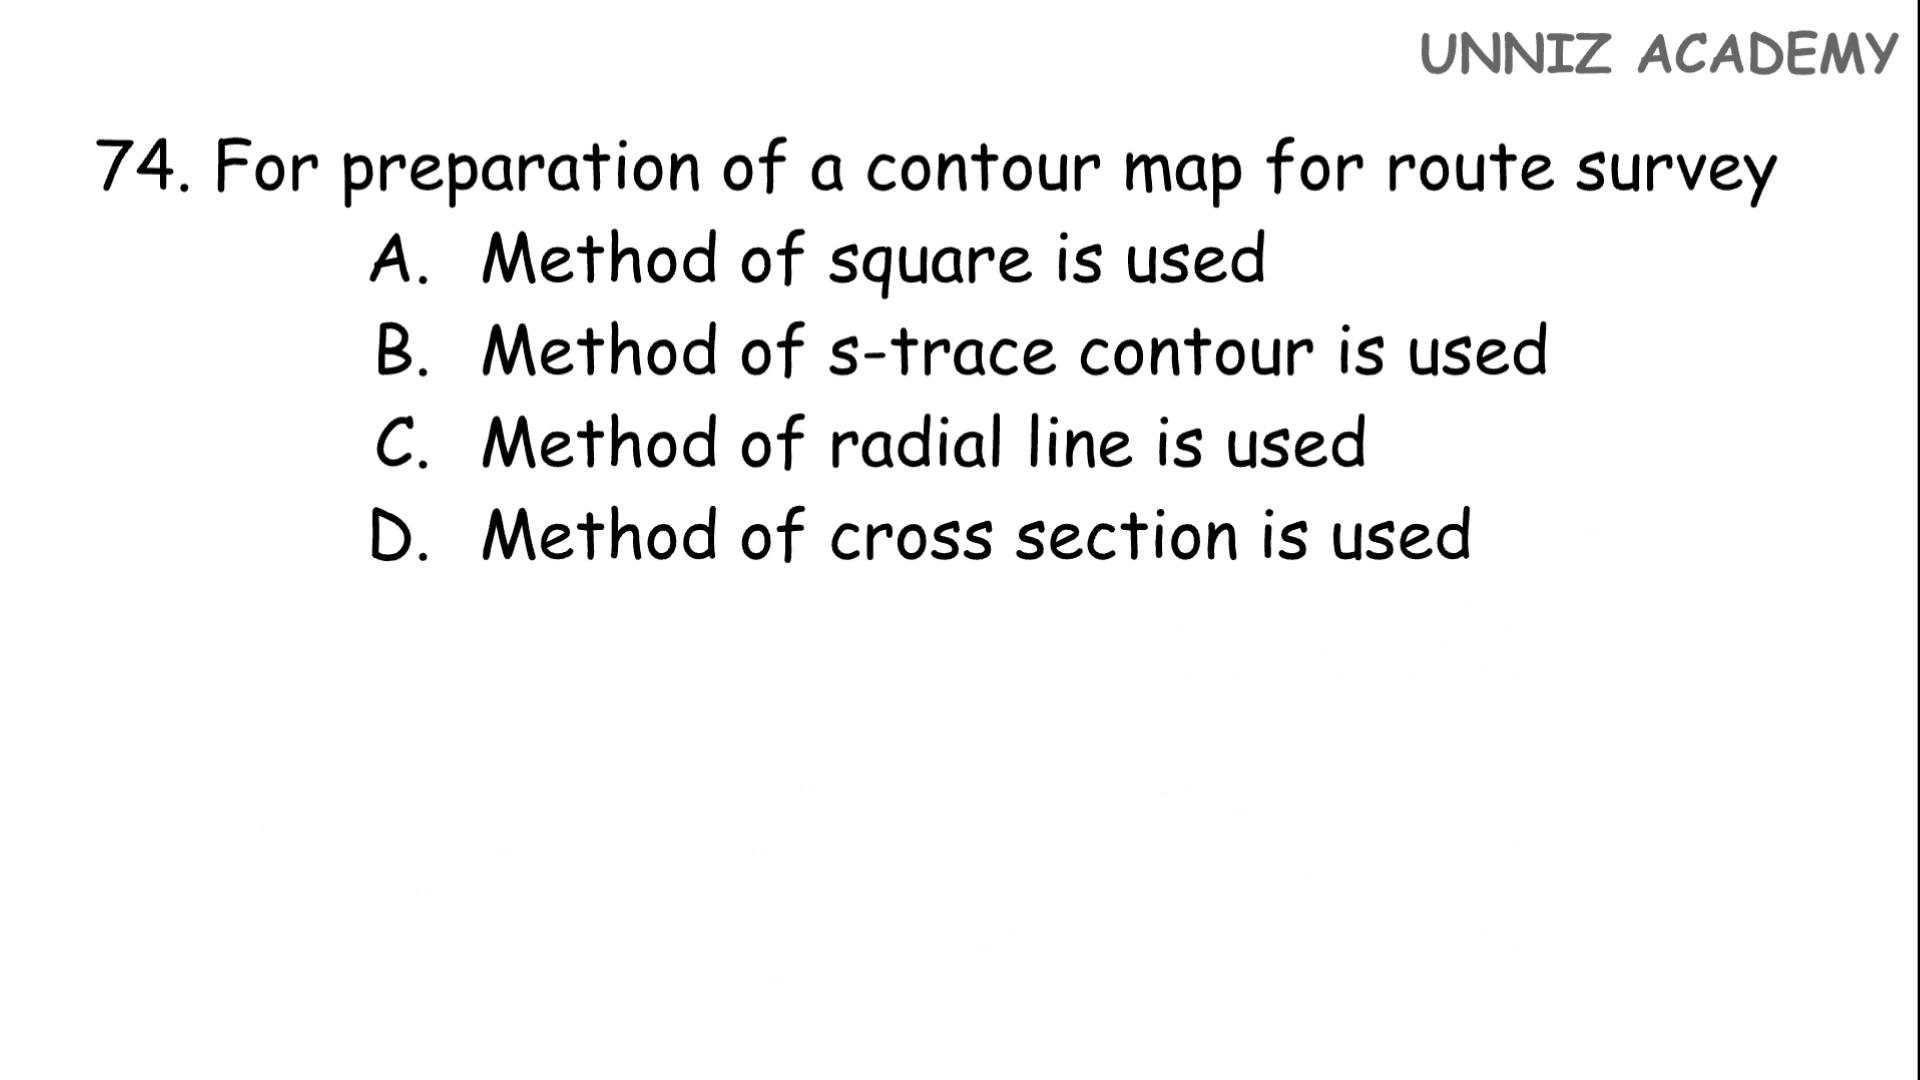 UNNIZ ACADEMY
74. For preparation of a contour map for route survey
A. Method of square is used
B. Method of s-trace contour is used
C. Method of radial line is used
D. Method of cross section is used